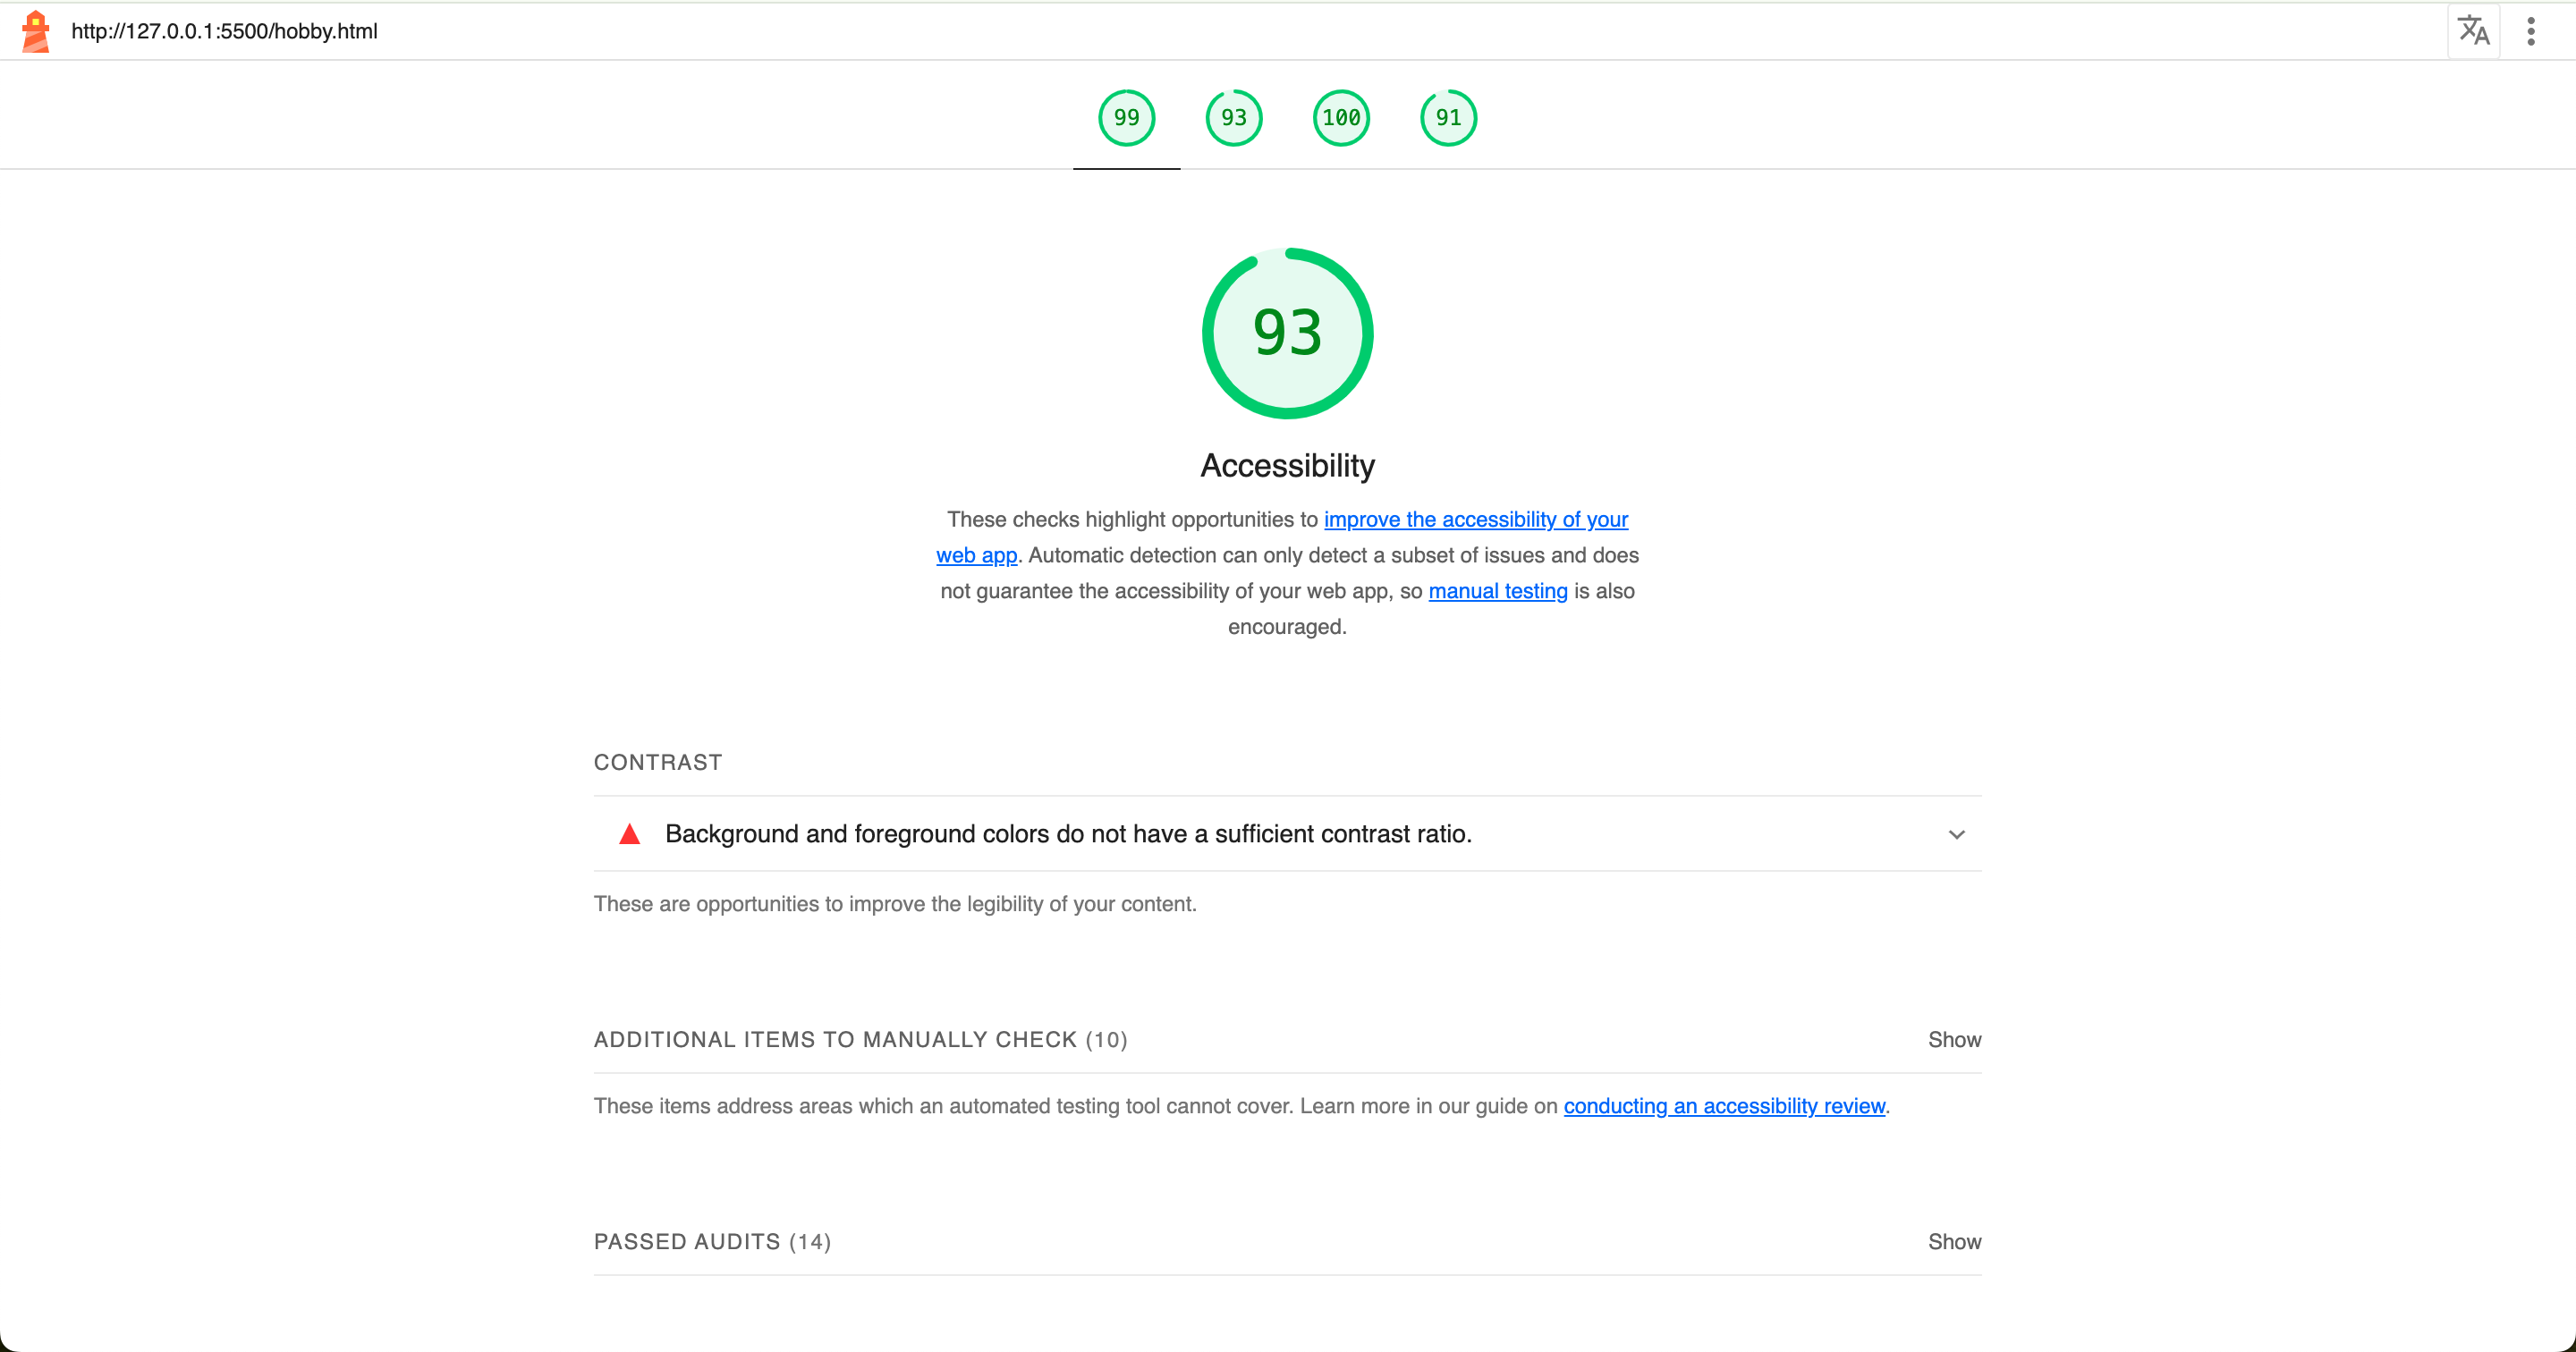 http://127.0.0.1:5500/hobby.html
99 93 100 91
93
Accessibility
These checks highlight opportunities to improve the accessibility of your
web app. Automatic detection can only detect a subset of issues and does
not guarantee the accessibility of your web app, so manual testing is also
encouraged.
CONTRAST
Background and foreground colors do not have a sufficient contrast ratio.
These are opportunities to improve the legibility of your content.
ADDITIONAL ITEMS TO MANUALLY CHECK (10) Show
These items address areas which an automated testing tool cannot cover. Learn more in our guide on conducting an accessibility review.
PASSED AUDITS (14) Show